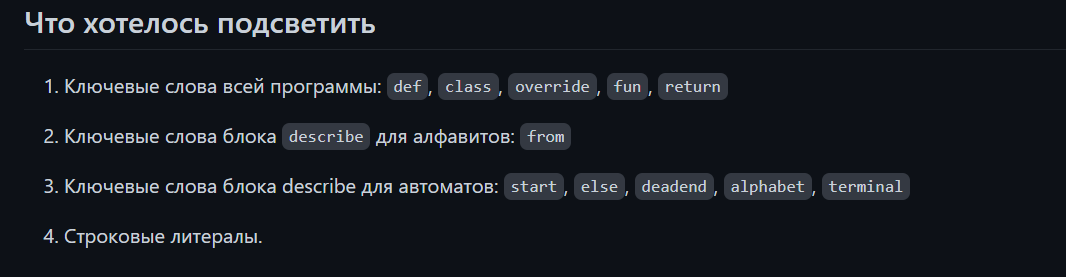 Что хотелось подсветить
1. Ключевые слова всей программы: def, class, override, fun, return
2. Ключевые слова блока describe для алфавитов: from
3. Ключевые слова блока describe для автоматов: start, else, deadend, alphabet, terminal
4. Строковые литералы.